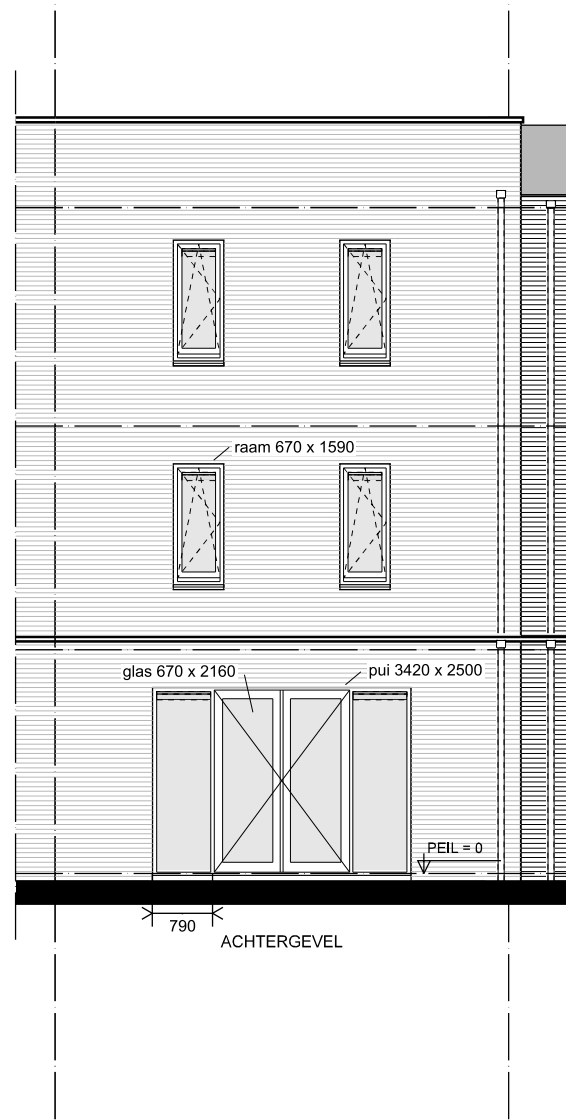 raam 670 x 1590
glas 670 x 2160
pui 3420 x 2500
PEIL = 0
790
ACHTERGEVEL